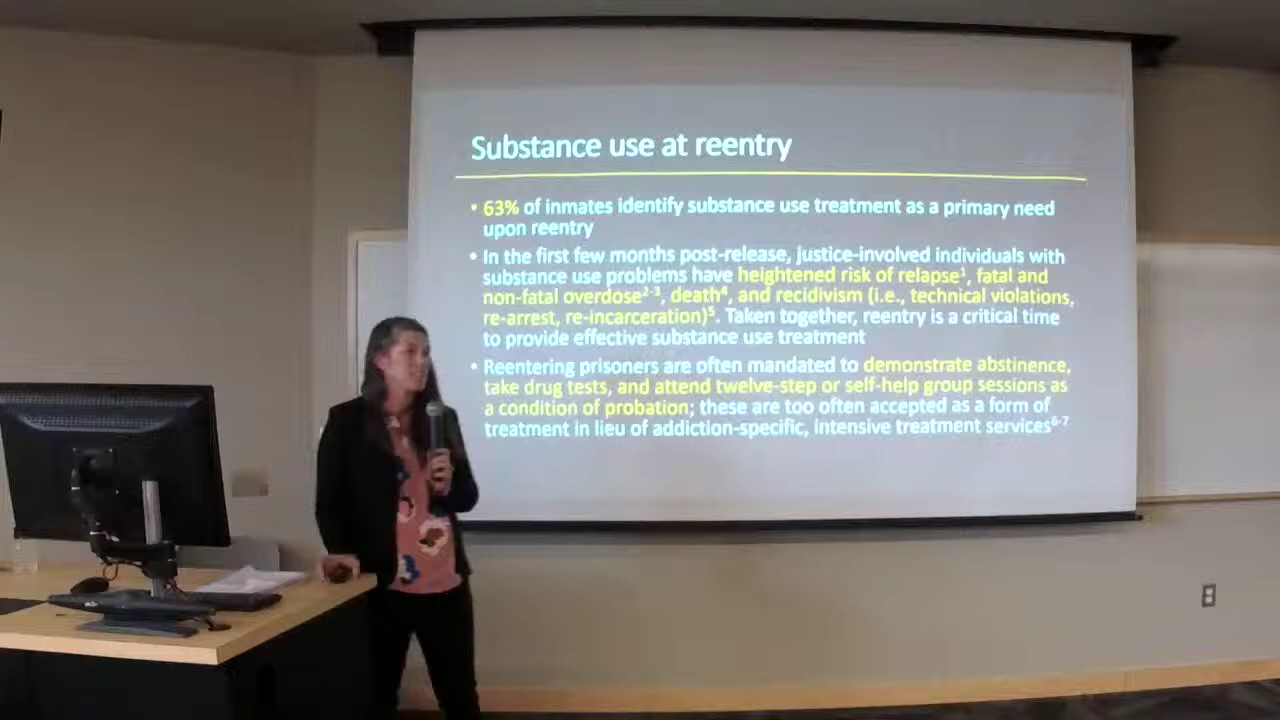 Substance use at reentry
• 63% of inmates identify substance use treatment as a primary need
upon reentry
• In the first few months post-release, justice-involved individuals with
substance use problems have heightened risk of relapse¹, fatal and
non-fatal overdose²⁻³, death⁴, and recidivism (i.e., technical violations,
re-arrest, re-incarceration)⁵. Taken together, reentry is a critical time
to provide effective substance use treatment
• Reentering prisoners are often mandated to demonstrate abstinence,
take drug tests, and attend twelve-step or self-help group sessions as
a condition of probation; these are too often accepted as a form of
treatment in lieu of addiction-specific, intensive treatment services⁶⁻⁷